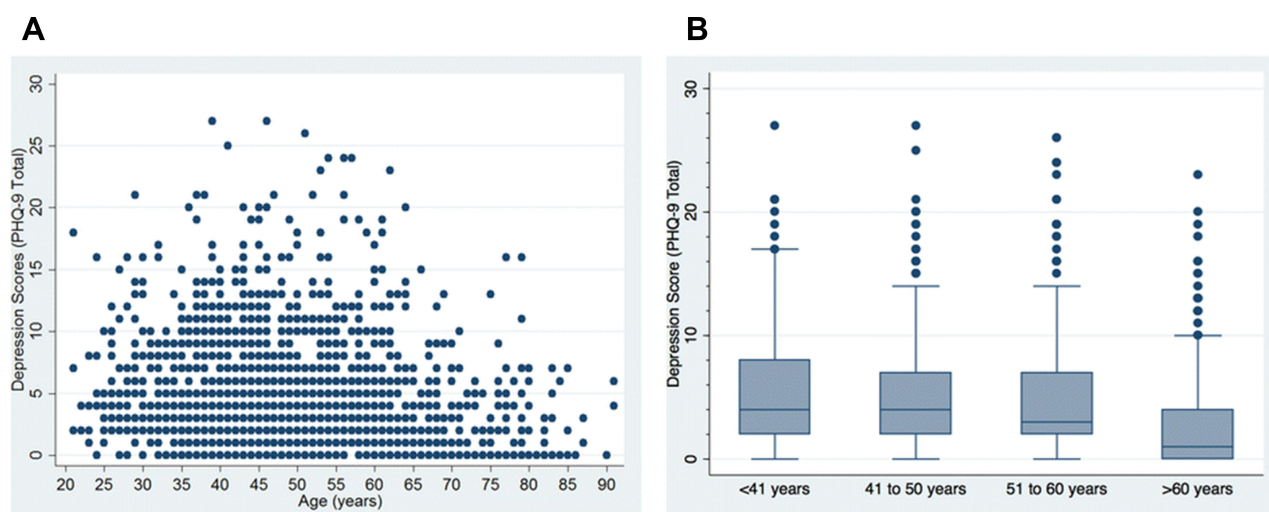 A
Depression Scores (PHQ-9 Total)
30
25
20
15
10
5
0
20 25 30 35 40 45 50 55 60 65 70 75 80 85 90
Age (years)
B
Depression Score (PHQ-9 Total)
30
20
10
0
<41 years 41 to 50 years 51 to 60 years >60 years